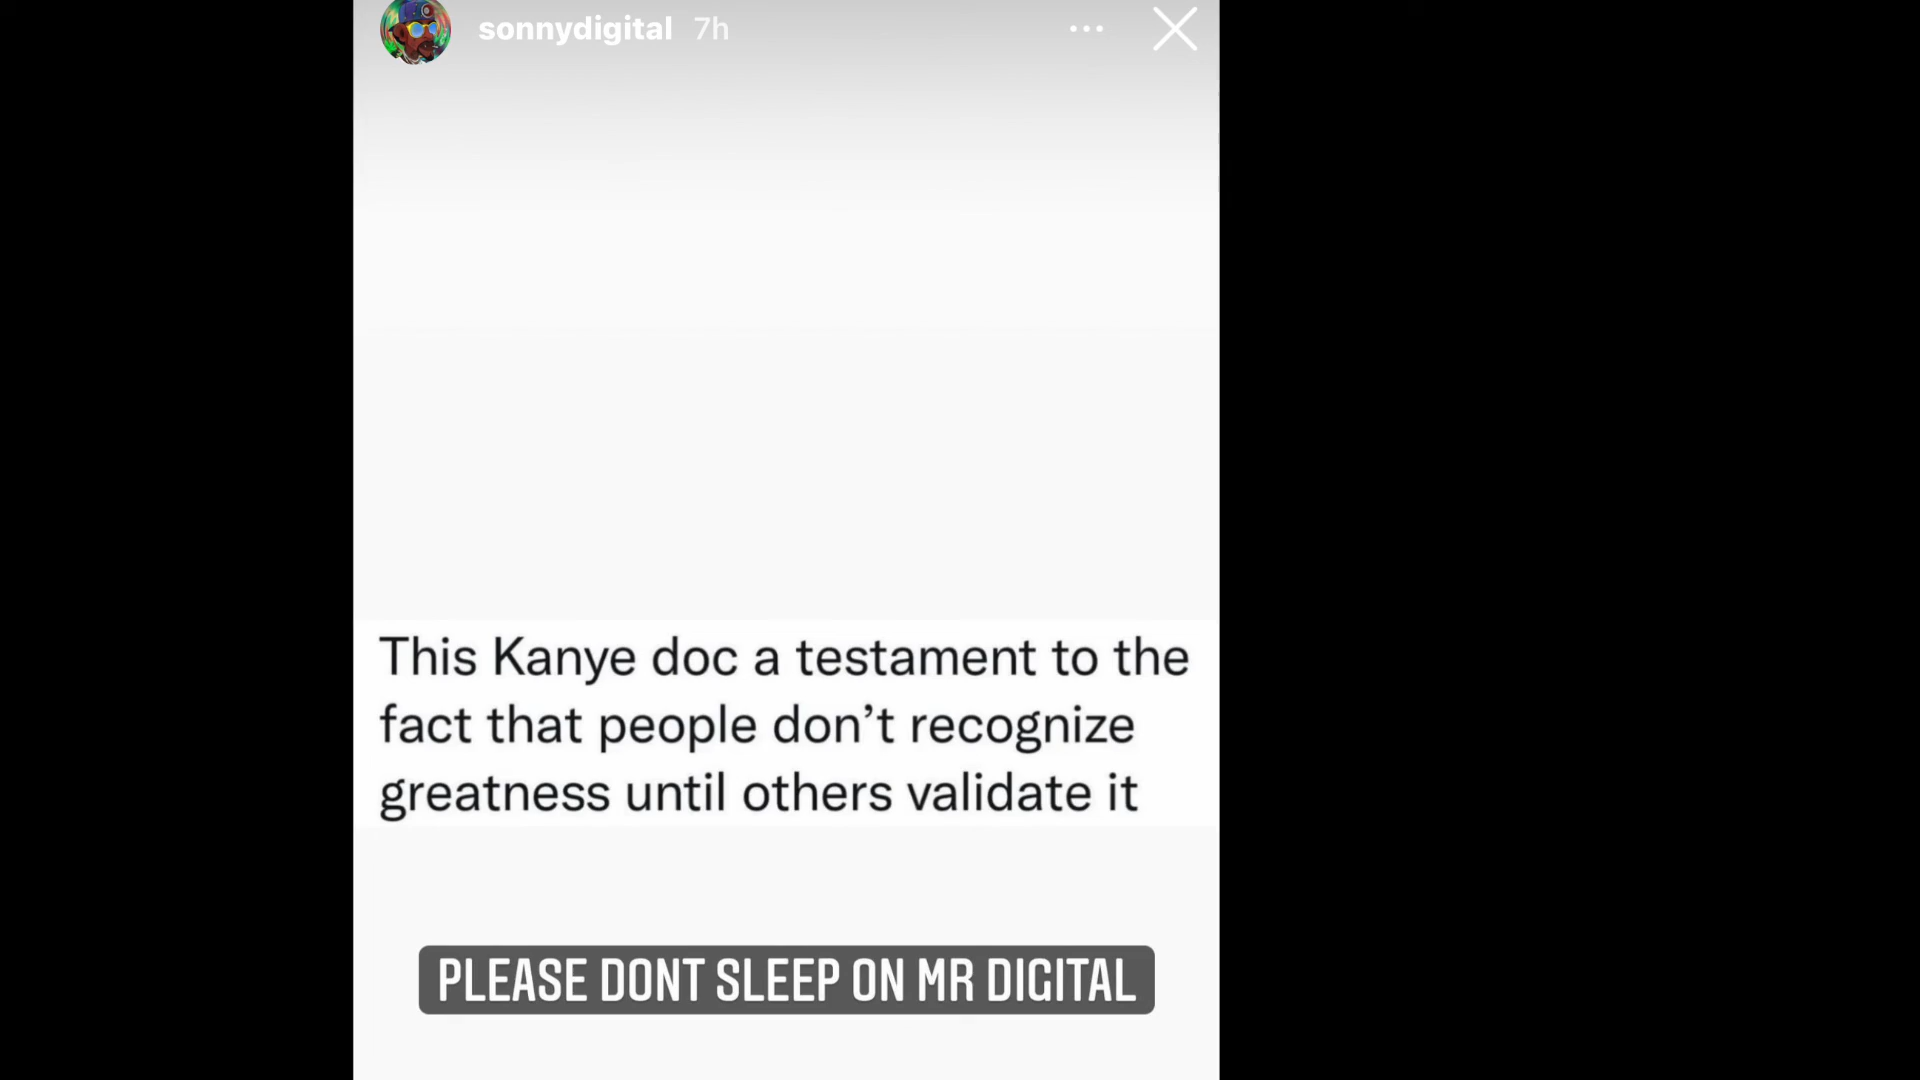 sonnydigital 7h
This Kanye doc a testament to the
fact that people don’t recognize
greatness until others validate it
PLEASE DONT SLEEP ON MR DIGITAL